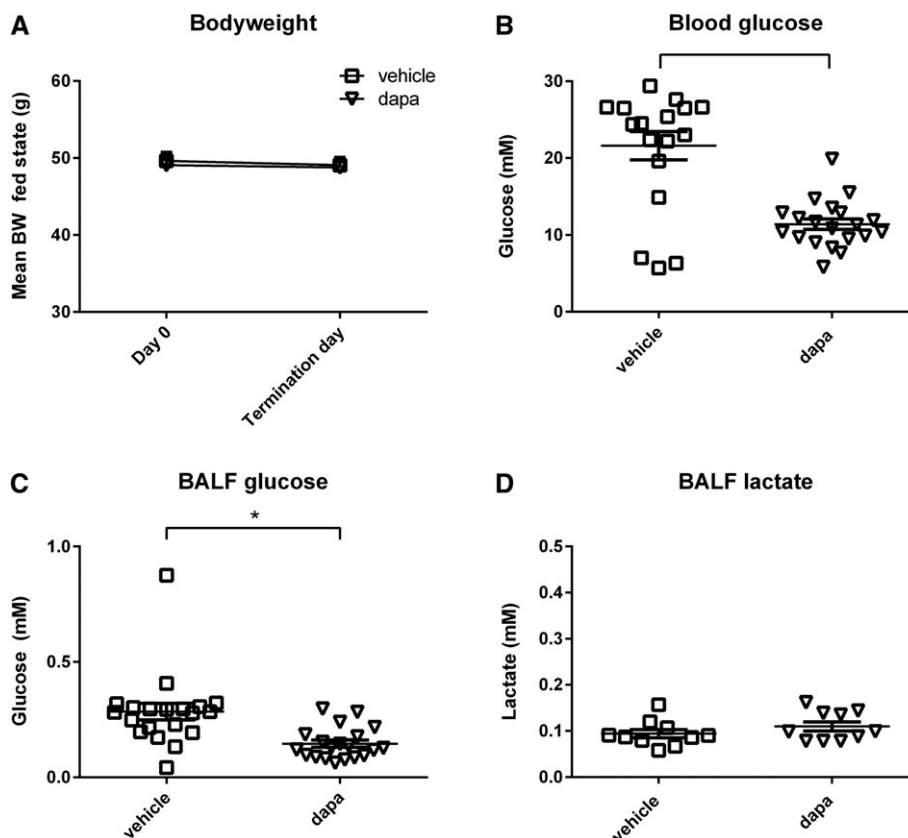 A
Bodyweight
vehicle
dapa
Mean BW fed state (g)
60
50
40
30
Day 0
Termination day
B
Blood glucose
Glucose (mM)
30
20
10
0
vehicle
dapa
C
BALF glucose
*
Glucose (mM)
1.0
0.5
0.0
vehicle
dapa
D
BALF lactate
Lactate (mM)
0.5
0.4
0.3
0.2
0.1
0.0
vehicle
dapa